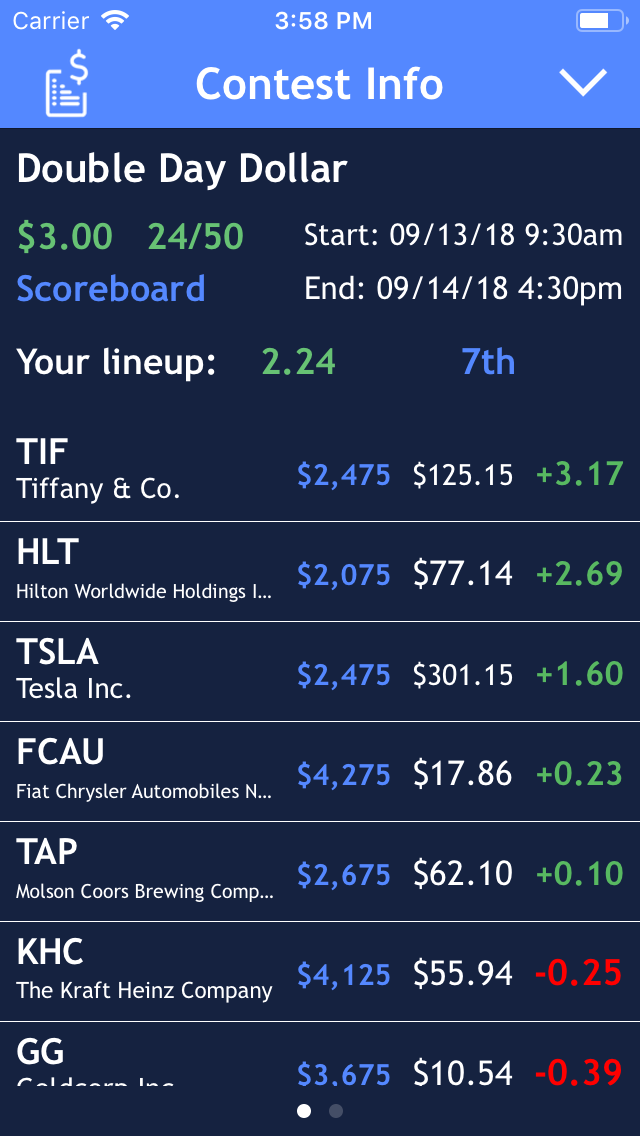 Carrier 3:58 PM
$ Contest Info
Double Day Dollar
$3.00 24/50 Start: 09/13/18 9:30am
Scoreboard End: 09/14/18 4:30pm
Your lineup: 2.24 7th
TIF
Tiffany & Co. $2,475 $125.15 +3.17
HLT
Hilton Worldwide Holdings I... $2,075 $77.14 +2.69
TSLA
Tesla Inc. $2,475 $301.15 +1.60
FCAU
Fiat Chrysler Automobiles N... $4,275 $17.86 +0.23
TAP
Molson Coors Brewing Comp... $2,675 $62.10 +0.10
KHC
The Kraft Heinz Company $4,125 $55.94 -0.25
GG
Goldcorp Inc $3,675 $10.54 -0.39